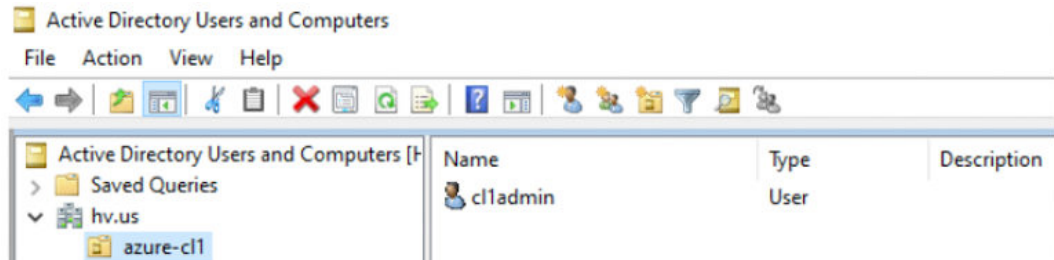 Active Directory Users and Computers
File Action View Help
Active Directory Users and Computers [H
Name Type Description
Saved Queries
cl1admin User
hv.us
azure-cl1